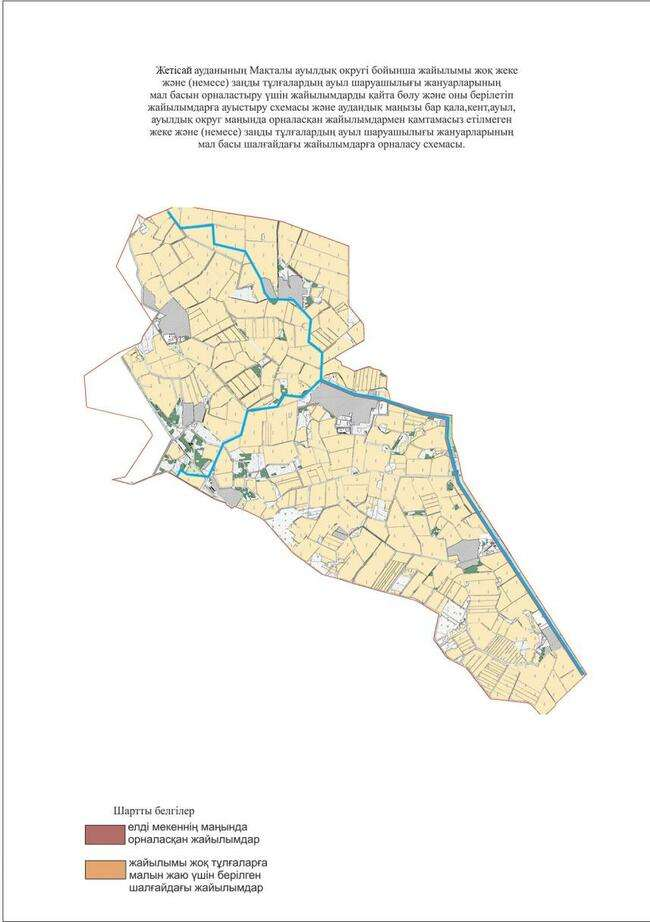 Жетісай ауданының Мақталы ауылдық округі бойынша жайылымы жоқ жеке
және (немесе) заңды тұлғалардың ауыл шаруашылығы жануарларының
мал басын орналастыру үшін жайылымдарды қайта бөлу және оны берілетіп
жайылымдарға ауыстыру схемасы және аудандық маңызы бар қала,кент,ауыл,
ауылдық округ маңында орналасқан жайылымдармен қамтамасыз етілмеген
жеке және (немесе) заңды тұлғалардың ауыл шаруашылығы жануарларының
мал басы шалғайдағы жайылымдарға орналасу схемасы.
Шартты белгілер
елді мекеннің маңында
орналасқан жайылымдар
жайылымы жоқ тұлғаларға
малын жаю үшін берілген
шалғайдағы жайылымдар